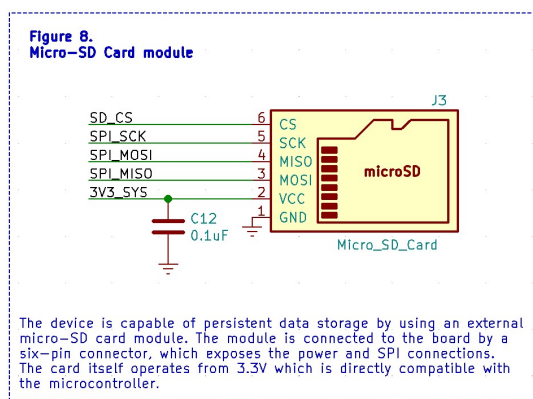 Figure 8.
Micro-SD Card module
J3
SD_CS 6 CS
SPI_SCK 5 SCK
SPI_MOSI 4 MISO
SPI_MISO 3 MOSI
microSD
3V3_SYS 2 VCC
1 GND
C12
0.1uF
Micro_SD_Card
The device is capable of persistent data storage by using an external
micro-SD card module. The module is connected to the board by a
six-pin connector, which exposes the power and SPI connections.
The card itself operates from 3.3V which is directly compatible with
the microcontroller.